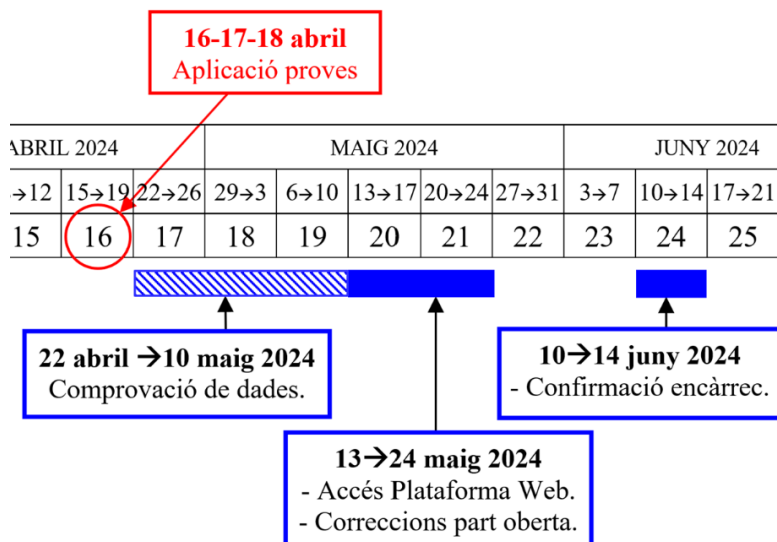 16-17-18 abril
Aplicació proves
ABRIL 2024 MAIG 2024 JUNY 2024
→12 15→19 22→26 29→3 6→10 13→17 20→24 27→31 3→7 10→14 17→21
15 16 17 18 19 20 21 22 23 24 25
22 abril →10 maig 2024
Comprovació de dades.
10→14 juny 2024
- Confirmació encàrrec.
13→24 maig 2024
- Accés Plataforma Web.
- Correccions part oberta.